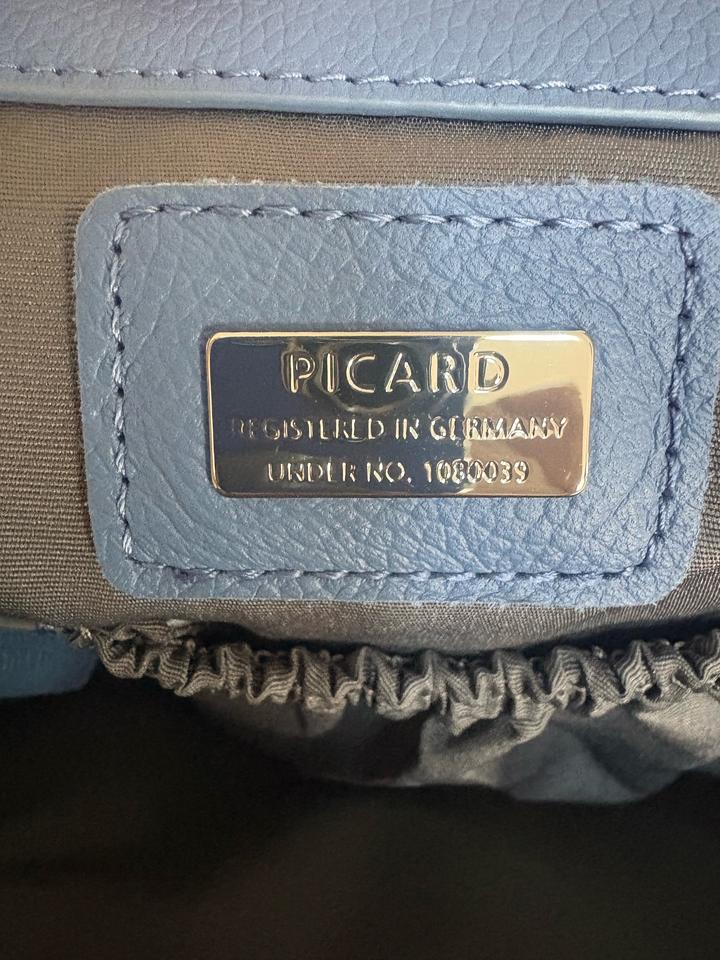 PICARD
REGISTERED IN GERMANY
UNDER NO. 1080039